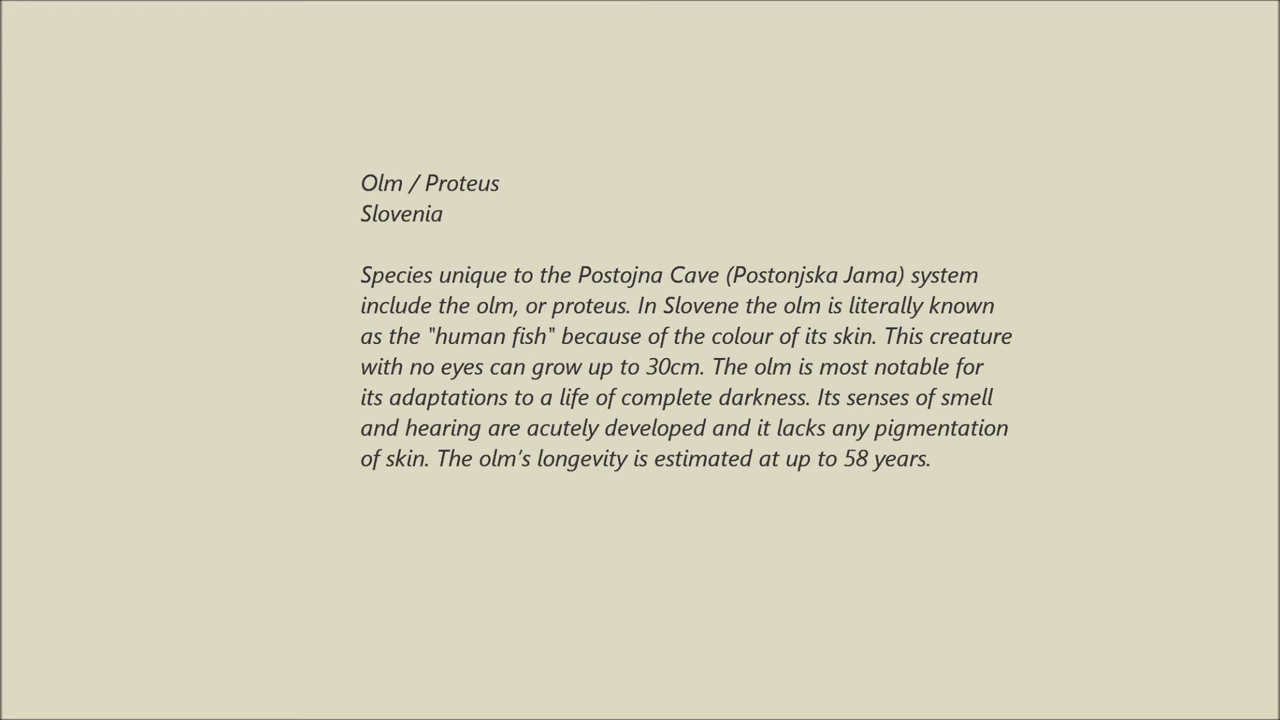 Olm / Proteus
Slovenia
Species unique to the Postojna Cave (Postonjska Jama) system
include the olm, or proteus. In Slovene the olm is literally known
as the "human fish" because of the colour of its skin. This creature
with no eyes can grow up to 30cm. The olm is most notable for
its adaptations to a life of complete darkness. Its senses of smell
and hearing are acutely developed and it lacks any pigmentation
of skin. The olm’s longevity is estimated at up to 58 years.